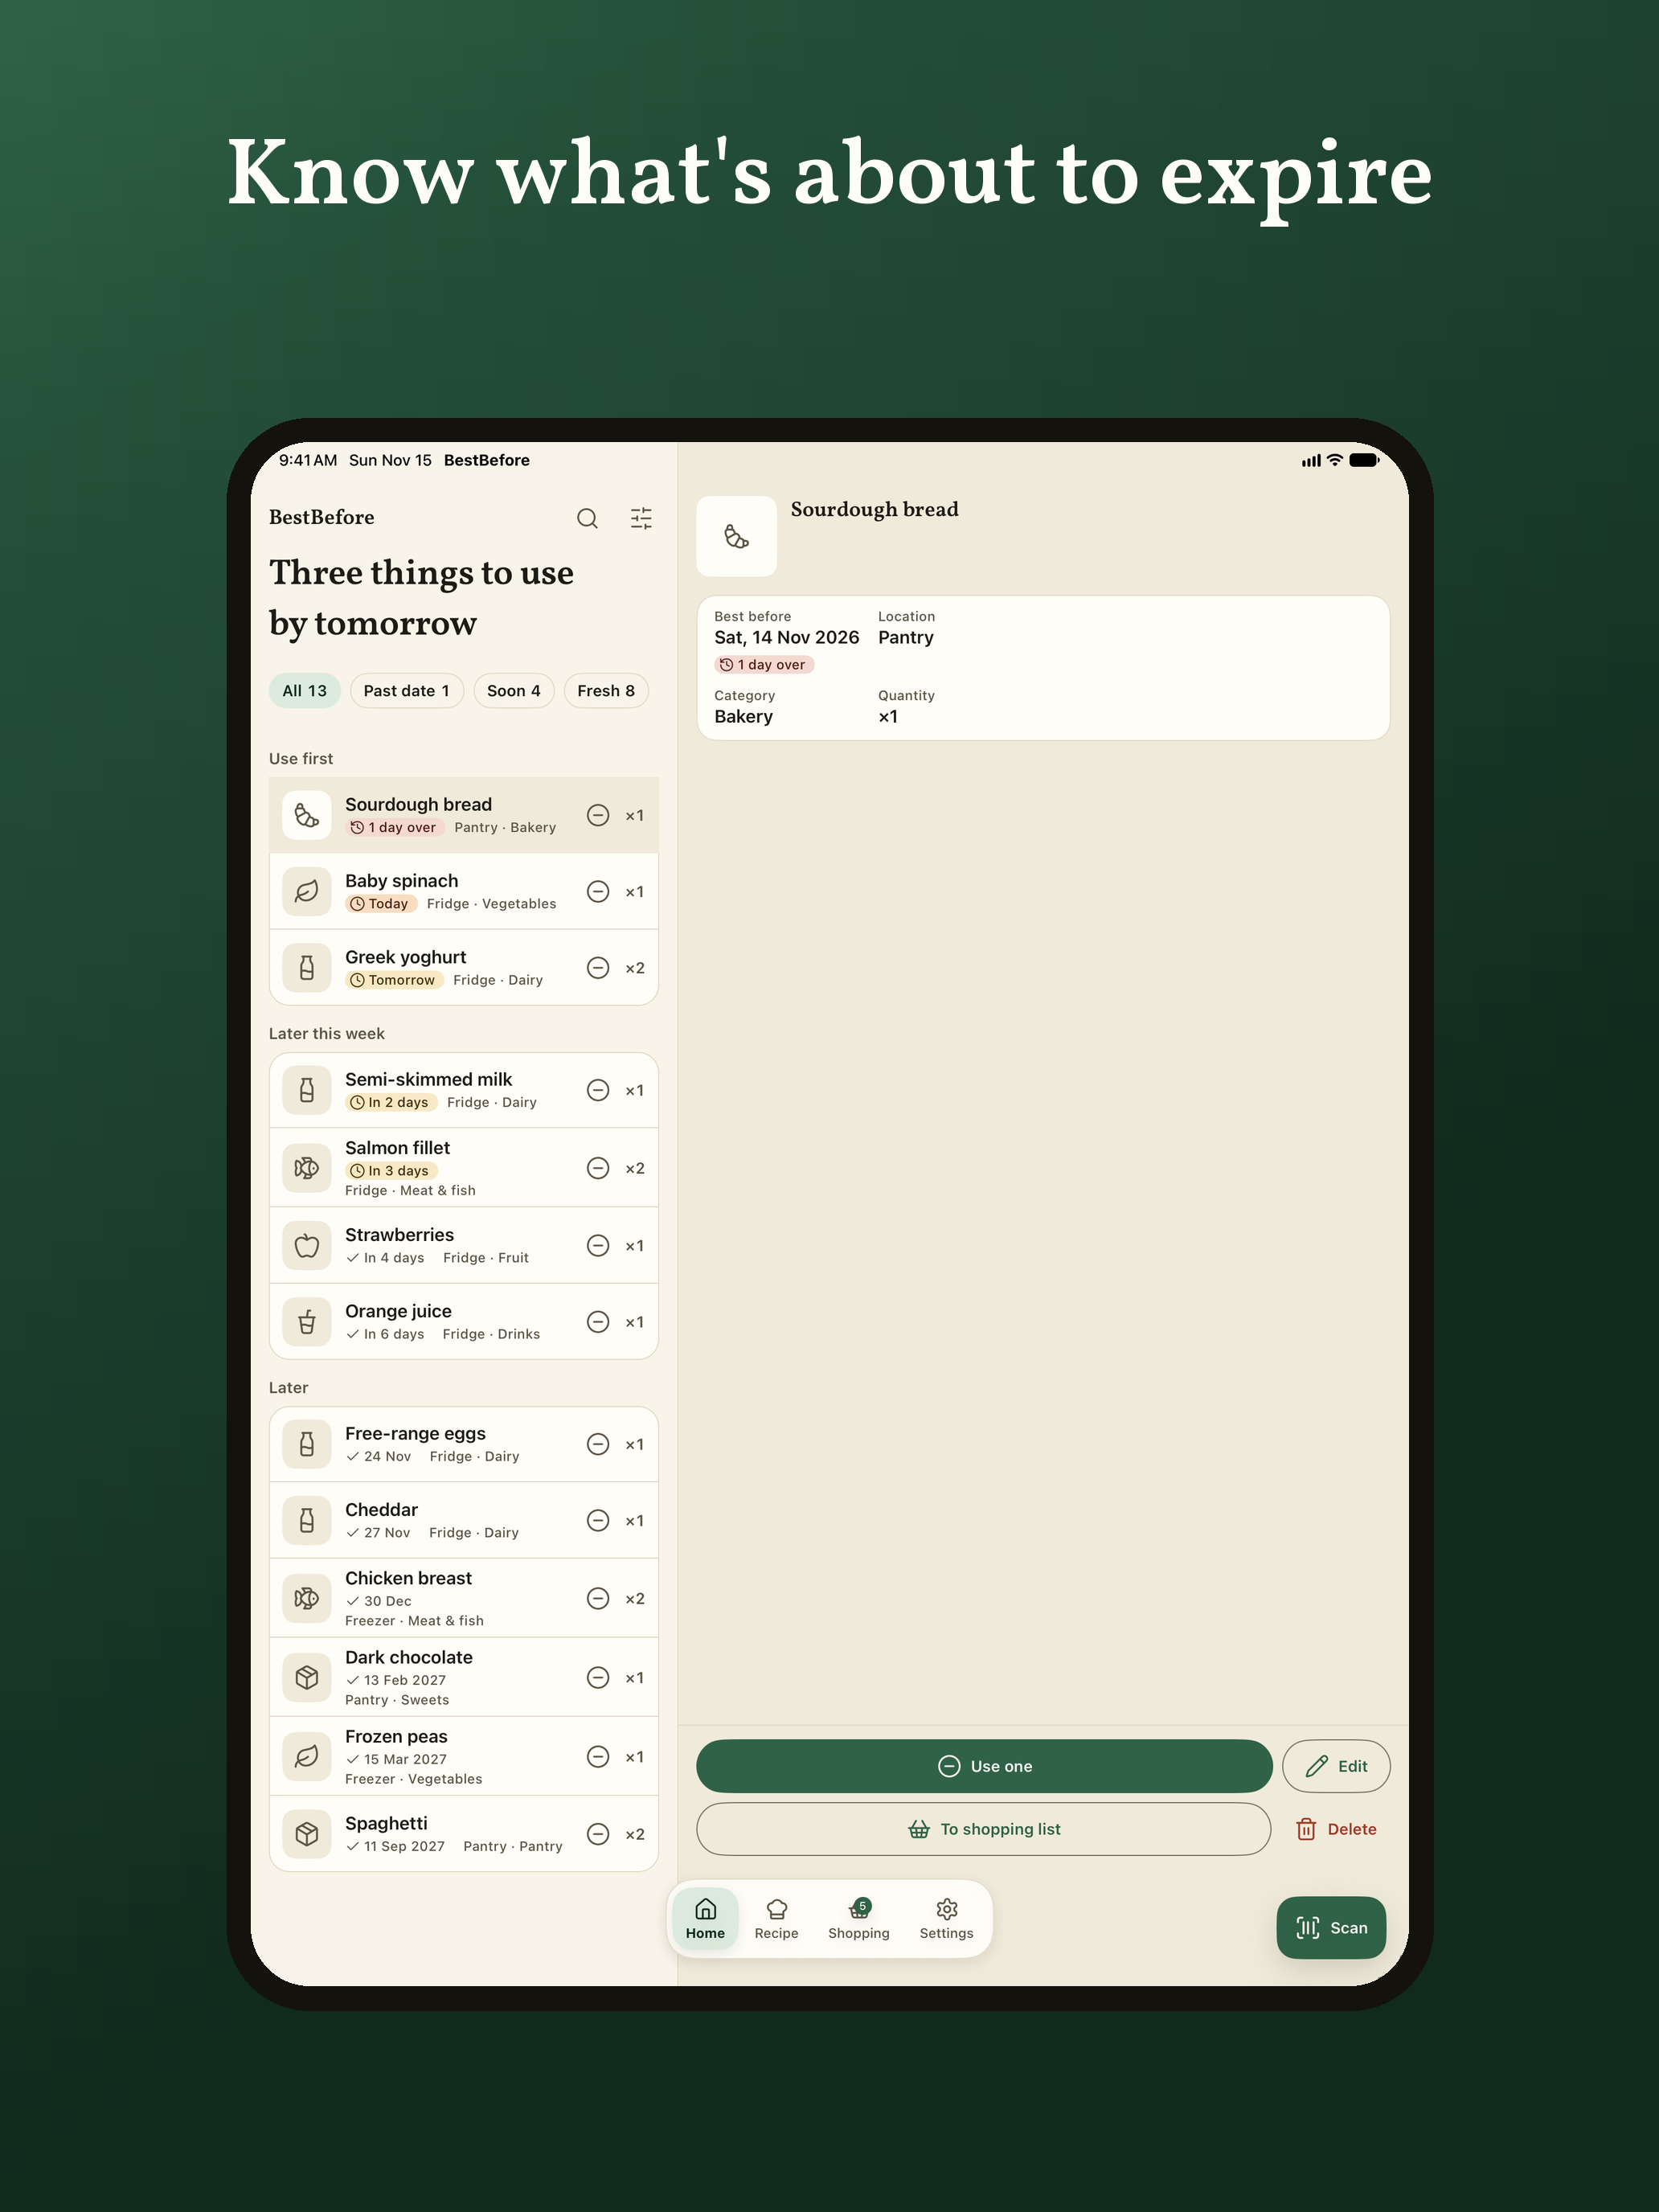 Know what's about to expire
9:41 AM Sun Nov 15 BestBefore
BestBefore
Three things to use
by tomorrow
All 13
Past date 1
Soon 4
Fresh 8
Use first
Sourdough bread
1 day over Pantry · Bakery
×1
Baby spinach
Today Fridge · Vegetables
×1
Greek yoghurt
Tomorrow Fridge · Dairy
×2
Later this week
Semi-skimmed milk
In 2 days Fridge · Dairy
×1
Salmon fillet
In 3 days
Fridge · Meat & fish
×2
Strawberries
In 4 days Fridge · Fruit
×1
Orange juice
In 6 days Fridge · Drinks
×1
Later
Free-range eggs
24 Nov Fridge · Dairy
×1
Cheddar
27 Nov Fridge · Dairy
×1
Chicken breast
30 Dec
Freezer · Meat & fish
×2
Dark chocolate
13 Feb 2027
Pantry · Sweets
×1
Frozen peas
15 Mar 2027
Freezer · Vegetables
×1
Spaghetti
11 Sep 2027 Pantry · Pantry
×2
Sourdough bread
Best before
Sat, 14 Nov 2026
1 day over
Location
Pantry
Category
Bakery
Quantity
×1
Use one
Edit
To shopping list
Delete
Home
Recipe
5
Shopping
Settings
Scan